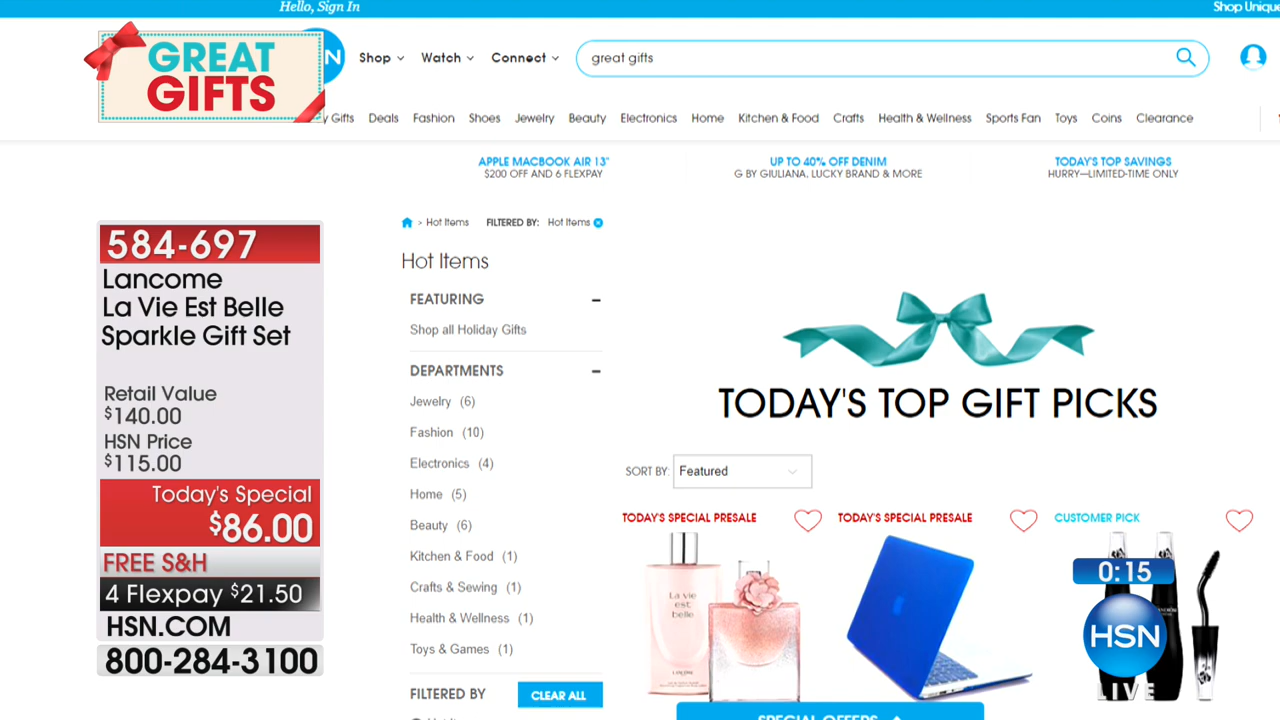 Hello, Sign In
Shop Unique
GREAT
GIFTS
N
Shop
Watch
Connect
great gifts
y Gifts
Deals
Fashion
Shoes
Jewelry
Beauty
Electronics
Home
Kitchen & Food
Crafts
Health & Wellness
Sports Fan
Toys
Coins
Clearance
APPLE MACBOOK AIR 13"
$200 OFF AND 6 FLEXPAY
UP TO 40% OFF DENIM
G BY GIULIANA, LUCKY BRAND & MORE
TODAY'S TOP SAVINGS
HURRY—LIMITED-TIME ONLY
584-697
Lancome
La Vie Est Belle
Sparkle Gift Set
Retail Value
$140.00
HSN Price
$115.00
Today's Special
$86.00
FREE S&H
4 Flexpay $21.50
HSN.COM
800-284-3100
> Hot Items
FILTERED BY: Hot Items
Hot Items
FEATURING
Shop all Holiday Gifts
DEPARTMENTS
Jewelry (6)
Fashion (10)
Electronics (4)
Home (5)
Beauty (6)
Kitchen & Food (1)
Crafts & Sewing (1)
Health & Wellness (1)
Toys & Games (1)
FILTERED BY
CLEAR ALL
TODAY'S TOP GIFT PICKS
SORT BY: Featured
TODAY'S SPECIAL PRESALE
TODAY'S SPECIAL PRESALE
CUSTOMER PICK
La vie
est
belle
LANCÔME
SPECIAL OFFERS
0:15
HSN
LIVE